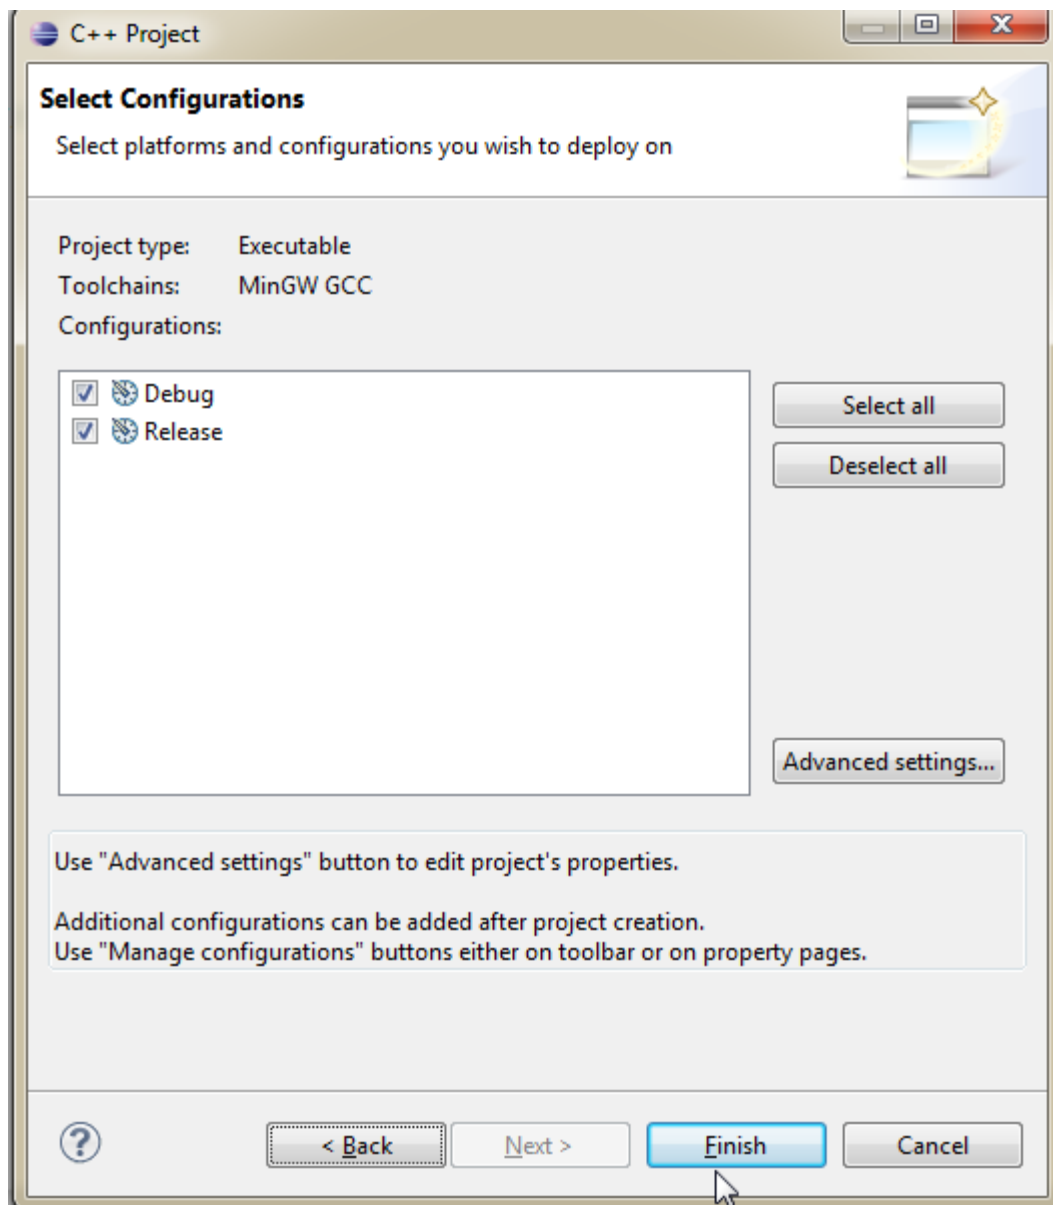 C++ Project
Select Configurations
Select platforms and configurations you wish to deploy on
Project type: Executable
Toolchains: MinGW GCC
Configurations:
Debug
Release
Select all
Deselect all
Advanced settings...
Use "Advanced settings" button to edit project's properties.
Additional configurations can be added after project creation.
Use "Manage configurations" buttons either on toolbar or on property pages.
? < Back Next > Finish Cancel